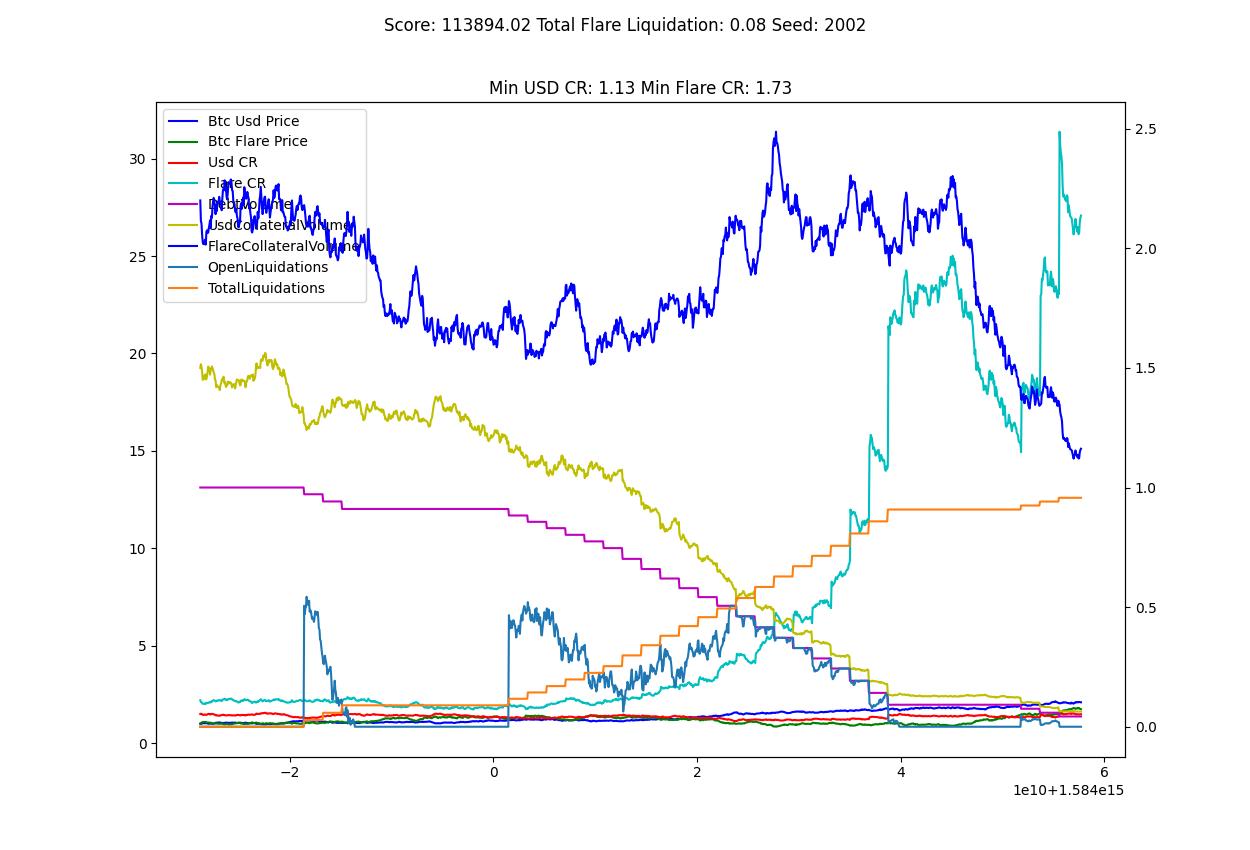 Score: 113894.02 Total Flare Liquidation: 0.08 Seed: 2002
Min USD CR: 1.13 Min Flare CR: 1.73
Btc Usd Price
Btc Flare Price
Usd CR
Flare CR
DebtVolume
UsdCollateralVolume
FlareCollateralVolume
OpenLiquidations
TotalLiquidations
30
25
20
15
10
5
0
2.5
2.0
1.5
1.0
0.5
0.0
−2
0
2
4
6
1e10+1.584e15